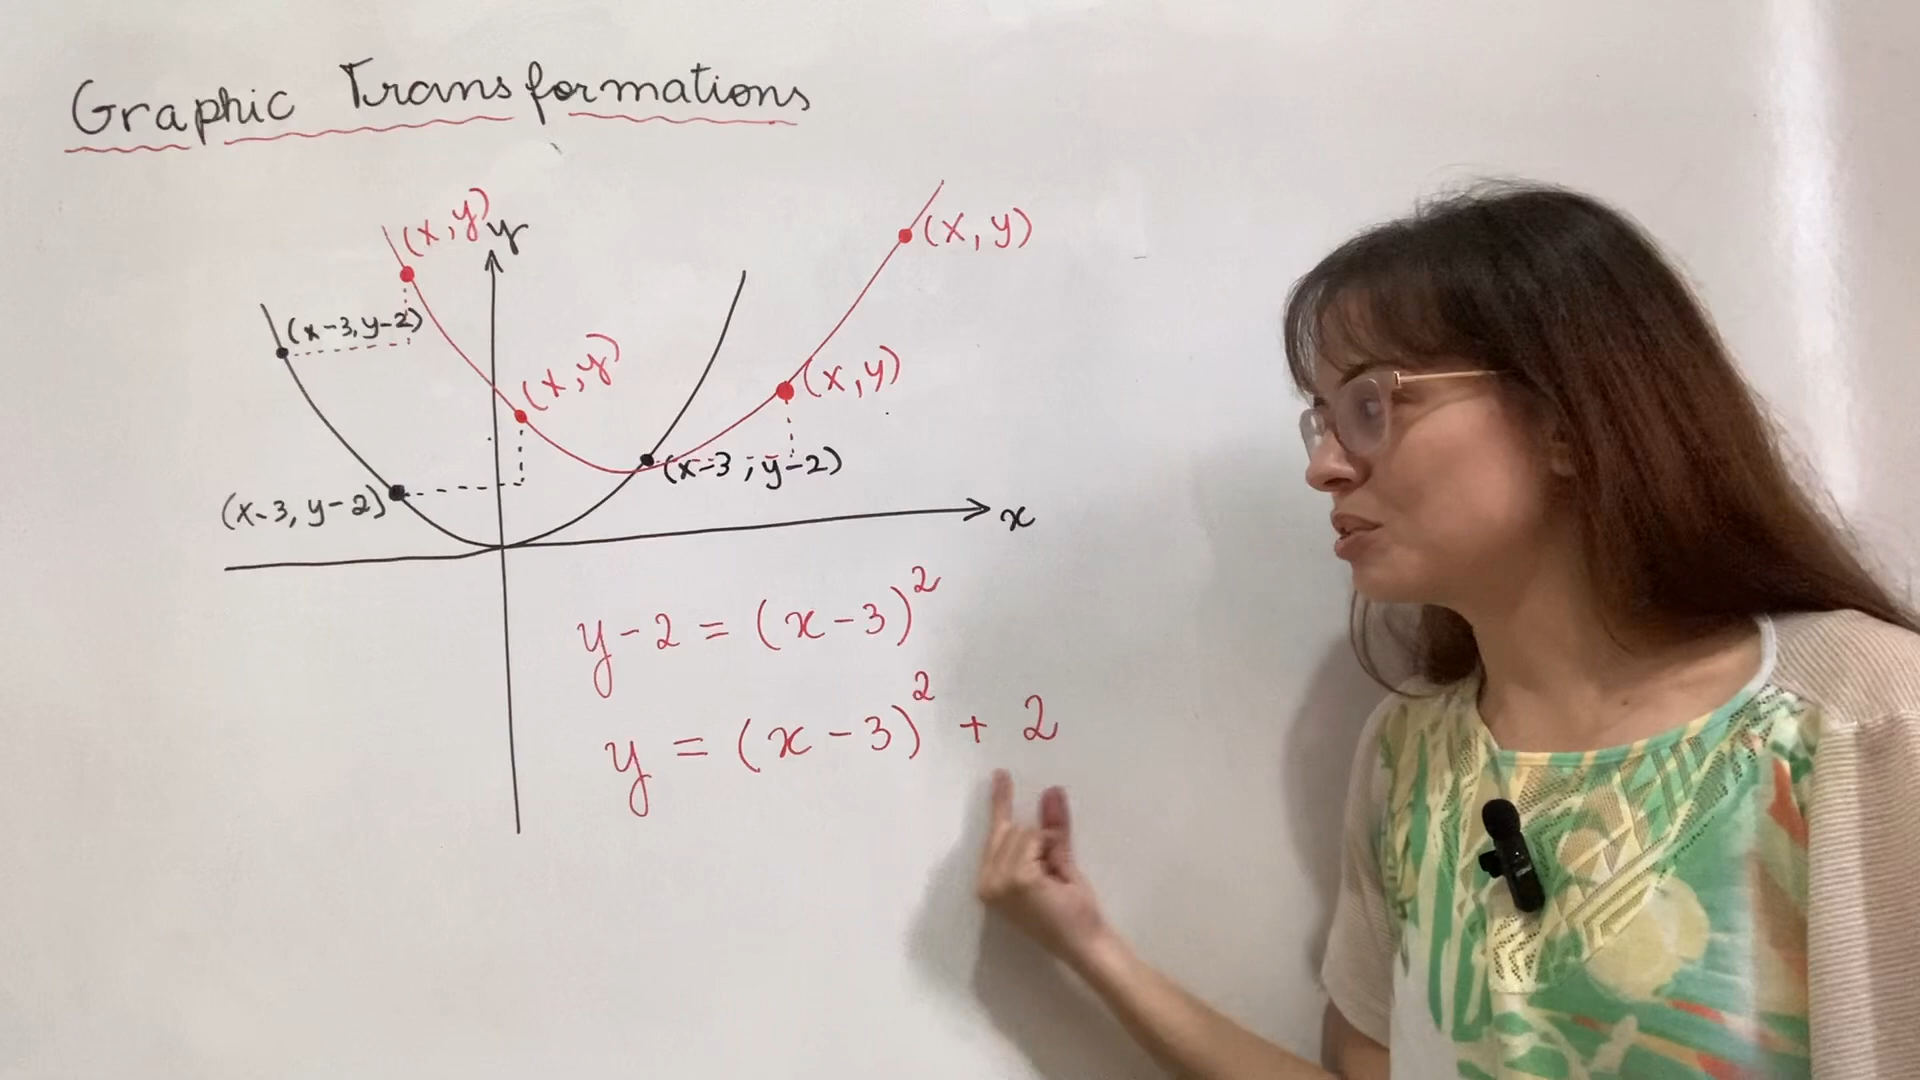 Graphic Transformations
(x,y)
y
(x,y)
(x-3,y-2)
(x,y)
(x,y)
(x-3,y-2)
(x-3,y-2)
x
y-2=(x-3)²
y=(x-3)²+2